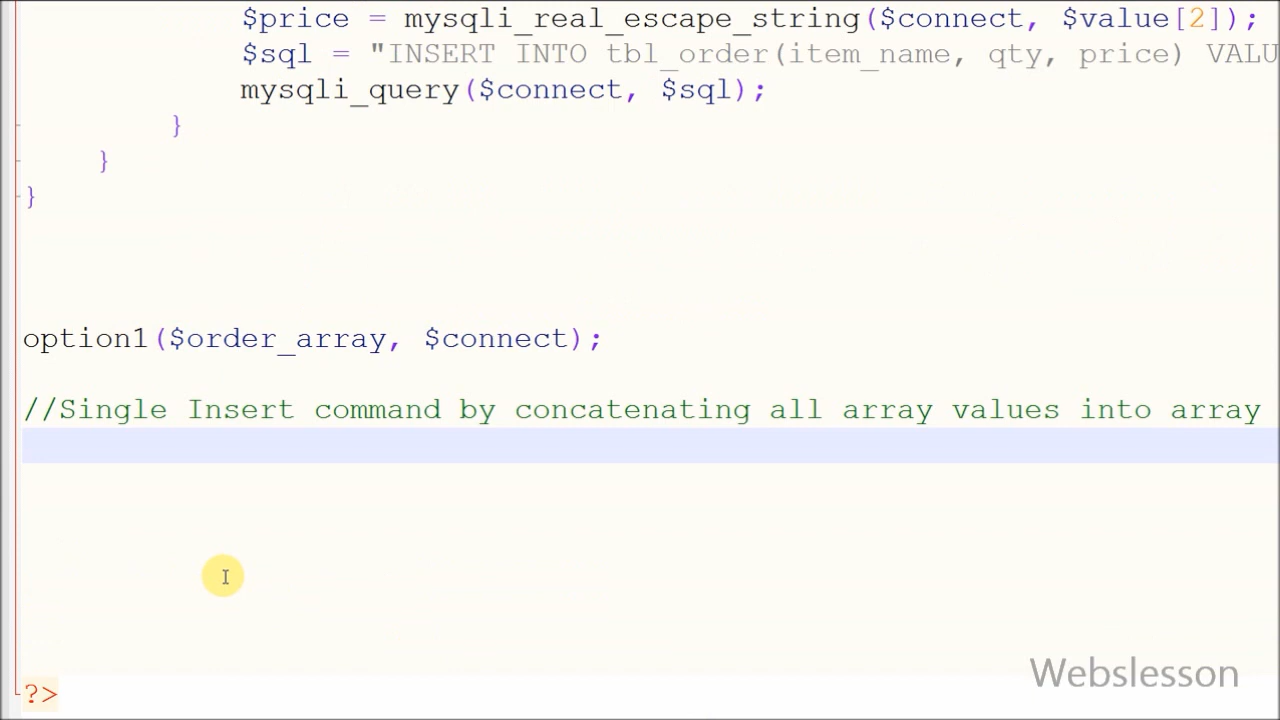 $price = mysqli_real_escape_string($connect, $value[2]);
$sql = "INSERT INTO tbl_order(item_name, qty, price) VALU
mysqli_query($connect, $sql);
}
}
}
option1($order_array, $connect);
//Single Insert command by concatenating all array values into array
?>
Webslesson